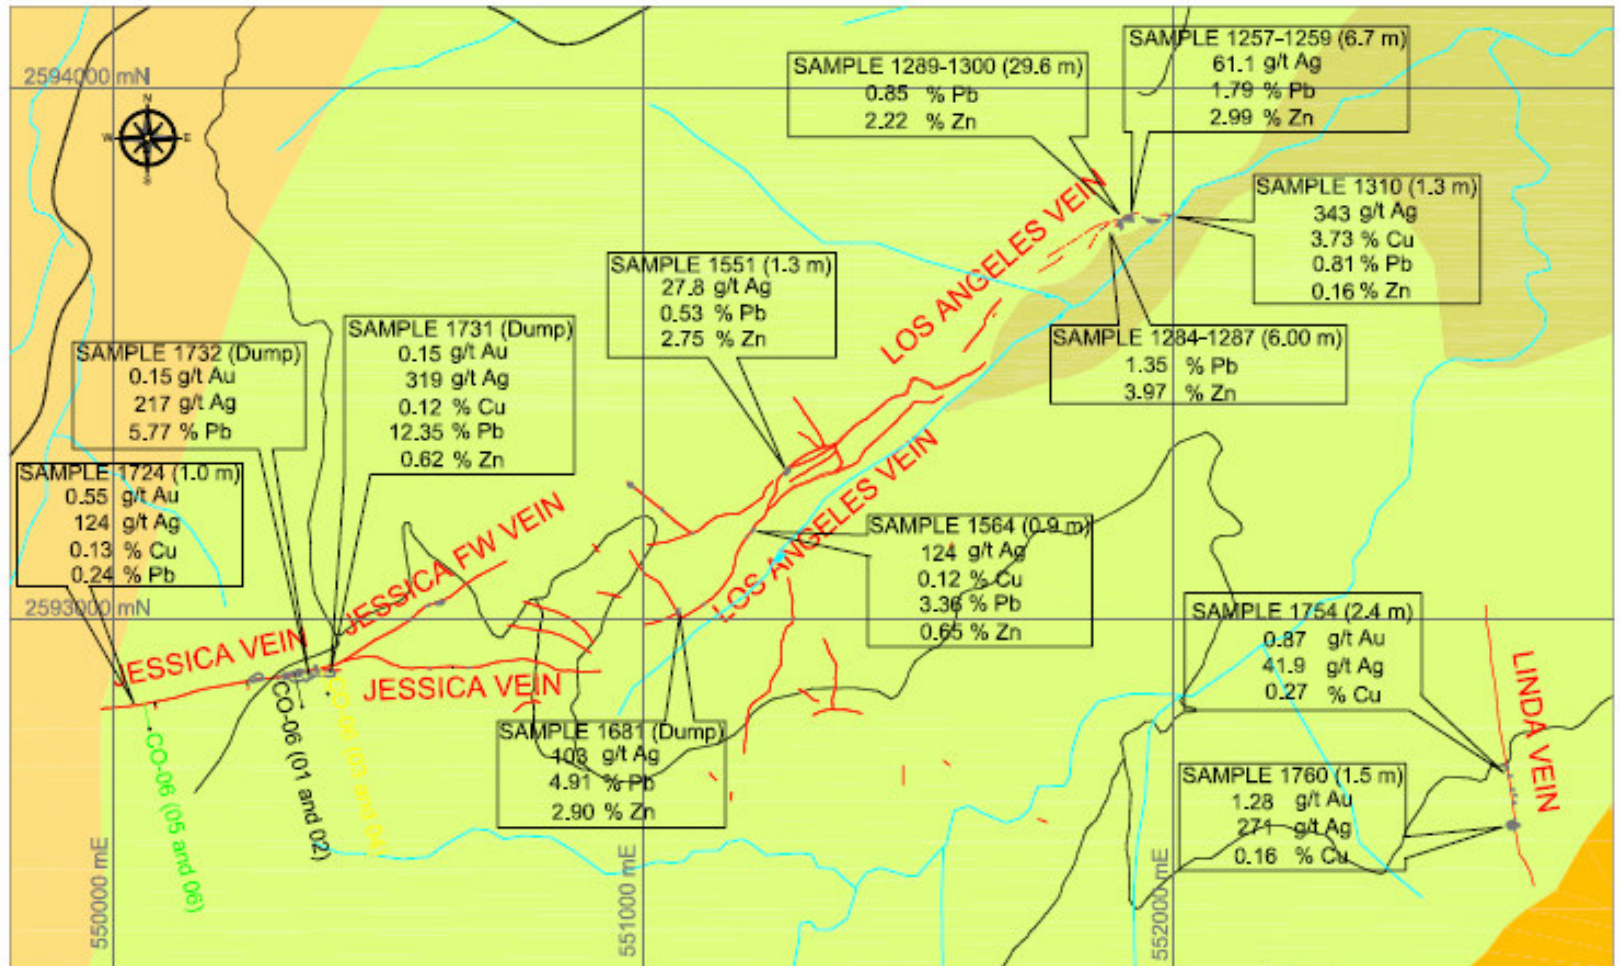 2594000 mN
N
W
E
S
SAMPLE 1289-1300 (29.6 m)
0.85 % Pb
2.22 % Zn
SAMPLE 1257-1259 (6.7 m)
61.1 g/t Ag
1.79 % Pb
2.99 % Zn
SAMPLE 1310 (1.3 m)
343 g/t Ag
3.73 % Cu
0.81 % Pb
0.16 % Zn
LOS ANGELES VEIN
SAMPLE 1551 (1.3 m)
27.8 g/t Ag
0.53 % Pb
2.75 % Zn
SAMPLE 1284-1287 (6.00 m)
1.35 % Pb
3.97 % Zn
SAMPLE 1731 (Dump)
0.15 g/t Au
319 g/t Ag
0.12 % Cu
12.35 % Pb
0.62 % Zn
SAMPLE 1732 (Dump)
0.15 g/t Au
217 g/t Ag
5.77 % Pb
SAMPLE 1724 (1.0 m)
0.55 g/t Au
124 g/t Ag
0.13 % Cu
0.24 % Pb
LOS ANGELES VEIN
JESSICA FW VEIN
SAMPLE 1564 (0.9 m)
124 g/t Ag
0.12 % Cu
3.36 % Pb
0.65 % Zn
2593000 mN
JESSICA VEIN
JESSICA VEIN
SAMPLE 1754 (2.4 m)
0.87 g/t Au
41.9 g/t Ag
0.27 % Cu
LINDA VEIN
SAMPLE 1681 (Dump)
103 g/t Ag
4.91 % Pb
2.90 % Zn
SAMPLE 1760 (1.5 m)
1.28 g/t Au
271 g/t Ag
0.16 % Cu
CO-06 (05 and 06)
CO-06 (01 and 02)
CO-06 (03 and 04)
550000 mE
551000 mE
552000 mE